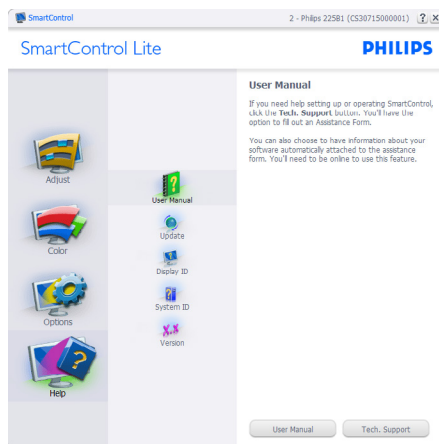 SmartControl
2 - Philips 225B1 (CS30715000001)
SmartControl Lite
PHILIPS
Adjust
Color
Options
Help
User Manual
Update
Display ID
System ID
X.X
Version
User Manual
If you need help setting up or operating SmartControl,
click the Tech. Support button. You'll have the
option to fill out an Assistance Form.
You can also choose to have information about your
software automatically attached to the assistance
form. You'll need to be online to use this feature.
User Manual
Tech. Support